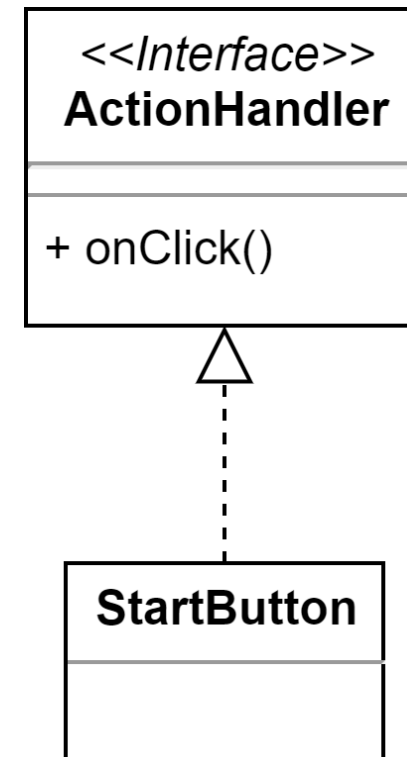 <<Interface>>
ActionHandler
+ onClick()
StartButton